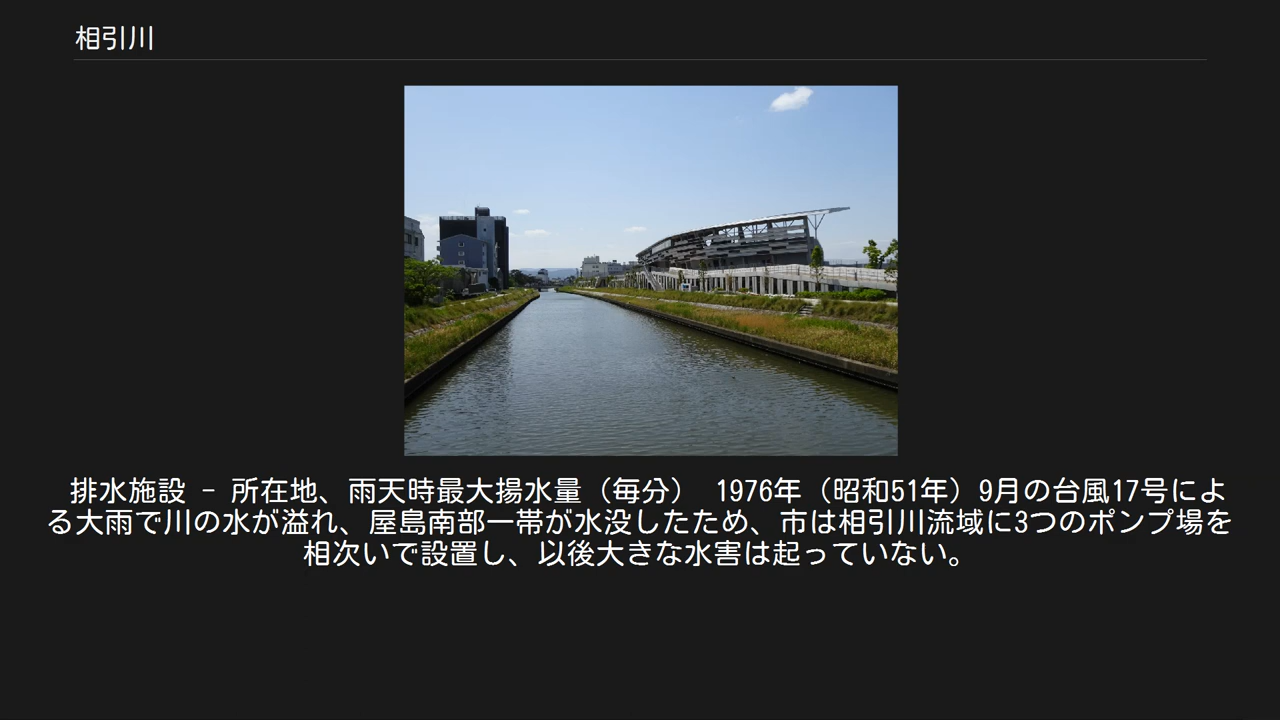 相引川
排水施設 - 所在地、雨天時最大揚水量（毎分） 1976年（昭和51年）9月の台風17号によ
る大雨で川の水が溢れ、屋島南部一帯が水没したため、市は相引川流域に3つのポンプ場を
相次いで設置し、以後大きな水害は起っていない。